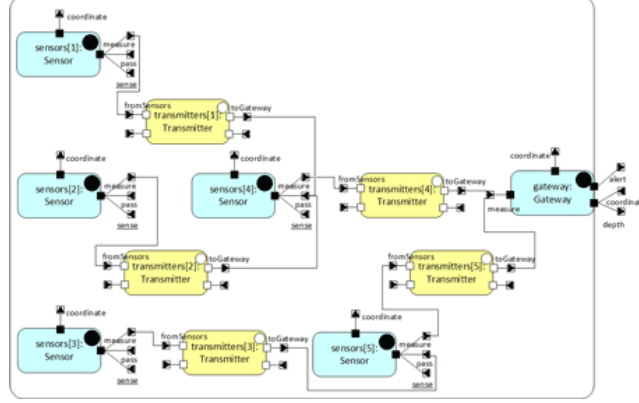 coordinate
sensors[1]:
Sensor
measure
pass
sense
fromSensors
transmitters[1]:
Transmitter
toGateway
coordinate
sensors[2]:
Sensor
measure
pass
sense
coordinate
sensors[4]:
Sensor
measure
pass
sense
fromSensors
transmitters[4]:
Transmitter
toGateway
coordinate
gateway:
Gateway
measure
alert
coordina
depth
fromSensors
transmitters[2]:
Transmitter
toGateway
fromSensors
transmitters[5]:
Transmitter
toGateway
coordinate
sensors[3]:
Sensor
measure
pass
sense
fromSensors
transmitters[3]:
Transmitter
toGateway
coordinate
sensors[5]:
Sensor
measure
pass
sense